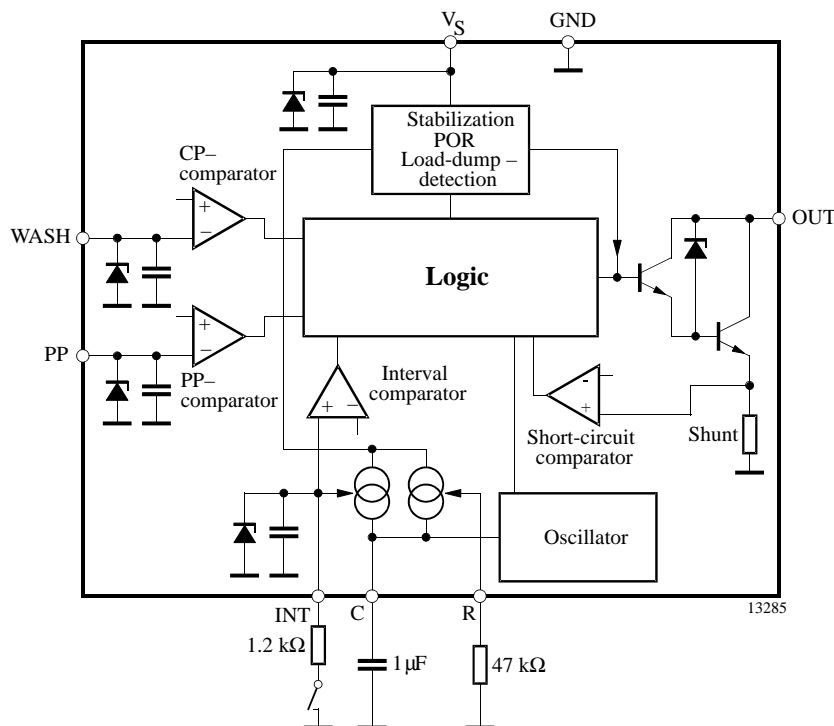 VS
GND
Stabilization
POR
Load-dump –
detection
CP–
comparator
+
−
WASH
OUT
Logic
+
−
PP
PP–
comparator
Interval
comparator
+
−
-
+
Short-circuit
comparator
Shunt
Oscillator
INT
C
R
13285
1.2 kΩ
1 µF
47 kΩ